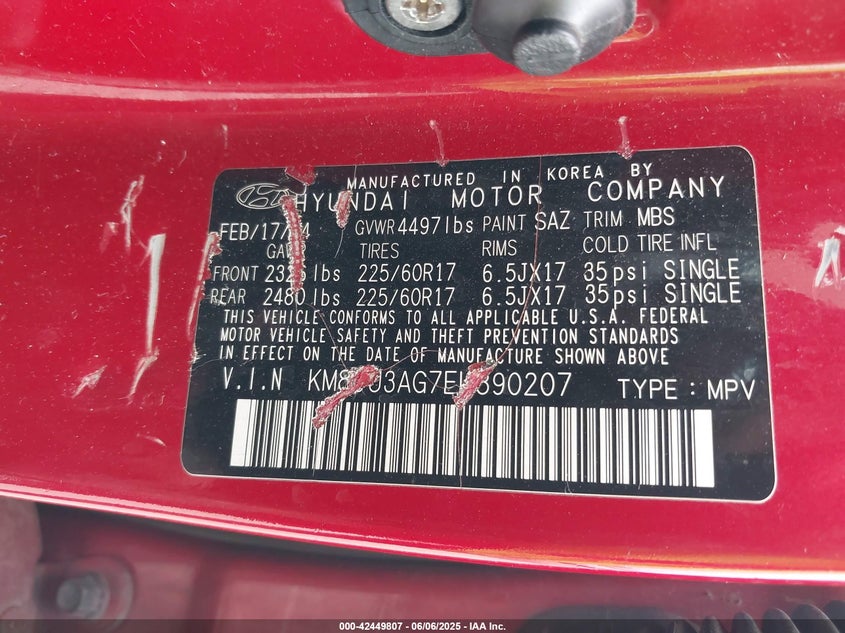 MANUFACTURED IN KOREA BY
HYUNDAI MOTOR COMPANY
GVWR 4497lbs PAINT SAZ TRIM MBS
TIRES RIMS COLD TIRE INFL
FRONT lbs 225/60R17 6.5JX17 35psi SINGLE
REAR 2480 lbs 225/60R17 6.5JX17 35psi SINGLE
THIS VEHICLE CONFORMS TO ALL APPLICABLE U.S.A. FEDERAL
MOTOR VEHICLE SAFETY AND THEFT PREVENTION STANDARDS
IN EFFECT ON THE DATE OF MANUFACTURE SHOWN ABOVE
V.I.N TYPE : MPV
000-42449807 - 06/06/2025 - IAA Inc.